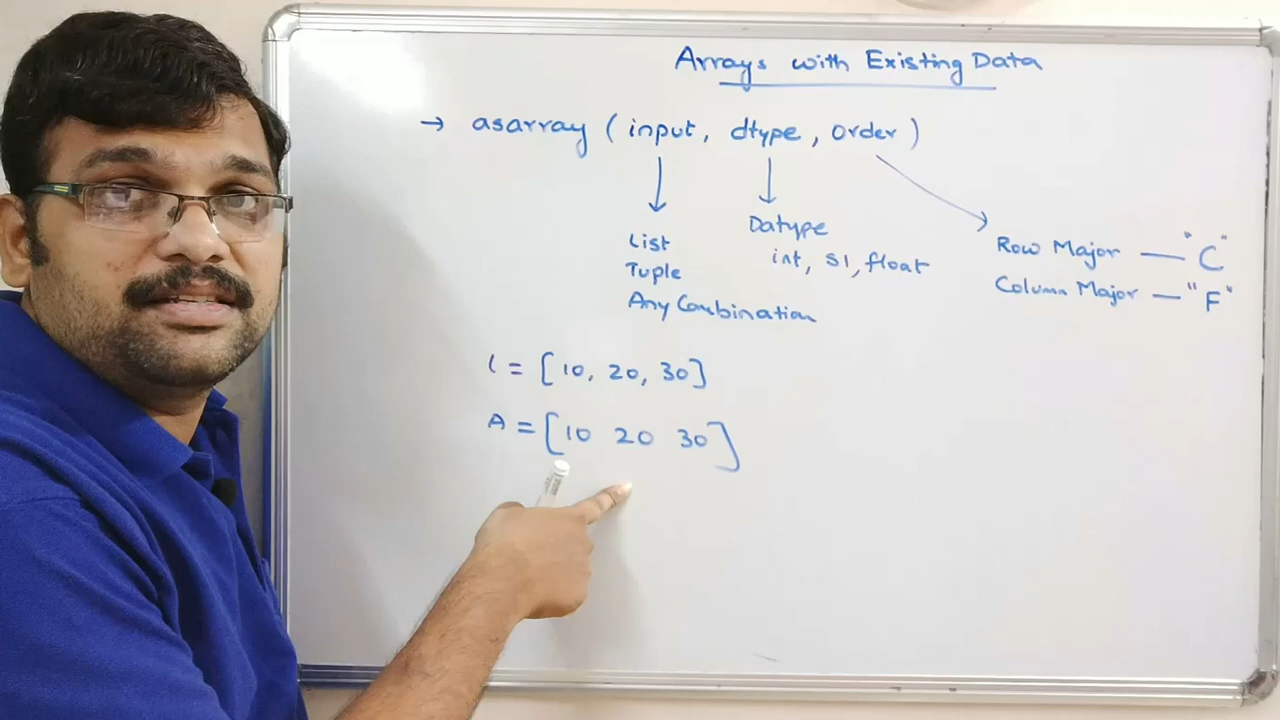 Arrays with Existing Data
→ asarray ( input, dtype, order )
List
Tuple
Any Combination
Datype
int, S1, float
Row Major — "C"
Column Major — "F"
l = [10, 20, 30]
A = [10 20 30]